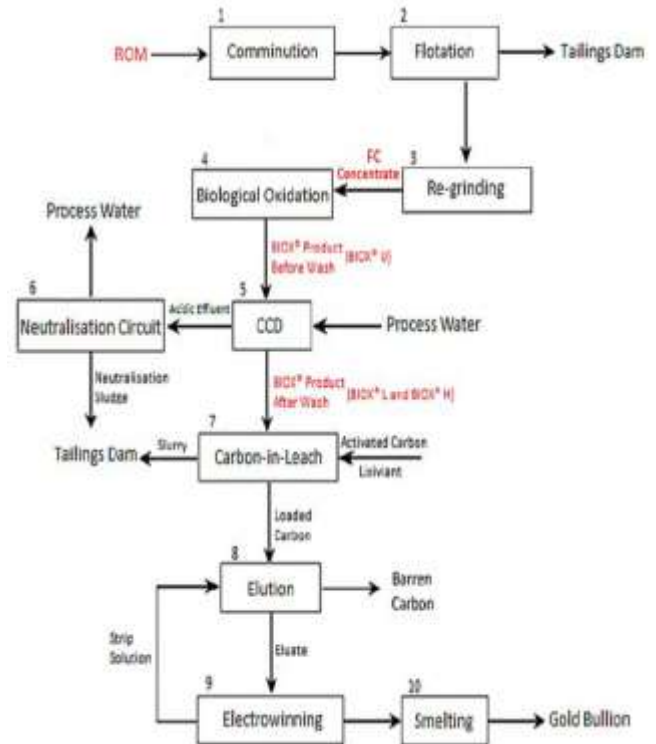 1
2
ROM
Comminution
Flotation
Tailings Dam
4
FC
Concentrate
3
Biological Oxidation
Re-grinding
Process Water
BIOX® Product
Before Wash
(BIOX® U)
6
5
Neutralisation Circuit
Acidic Effluent
CCD
Process Water
Neutralisation
Sludge
BIOX® Product
After Wash
(BIOX® L and BIOX® H)
7
Tailings Dam
Slurry
Carbon-in-Leach
Activated Carbon
Lixiviant
Loaded
Carbon
8
Elution
Barren
Carbon
Strip
Solution
Eluate
9
10
Electrowinning
Smelting
Gold Bullion